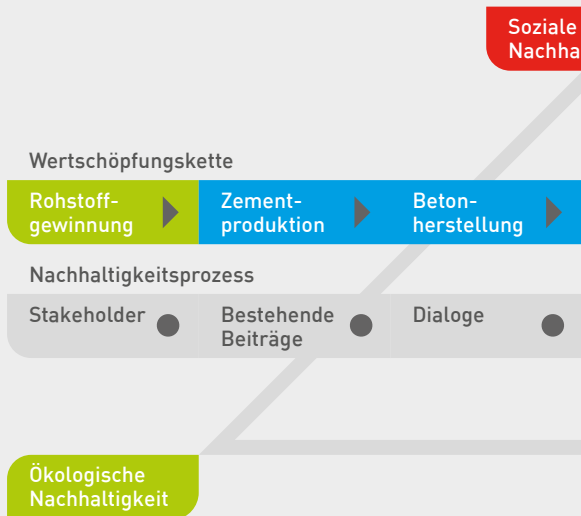 Soziale
Nachha
Wertschöpfungskette
Rohstoff-
gewinnung
Zement-
produktion
Beton-
herstellung
Nachhaltigkeitsprozess
Stakeholder
Bestehende
Beiträge
Dialoge
Ökologische
Nachhaltigkeit